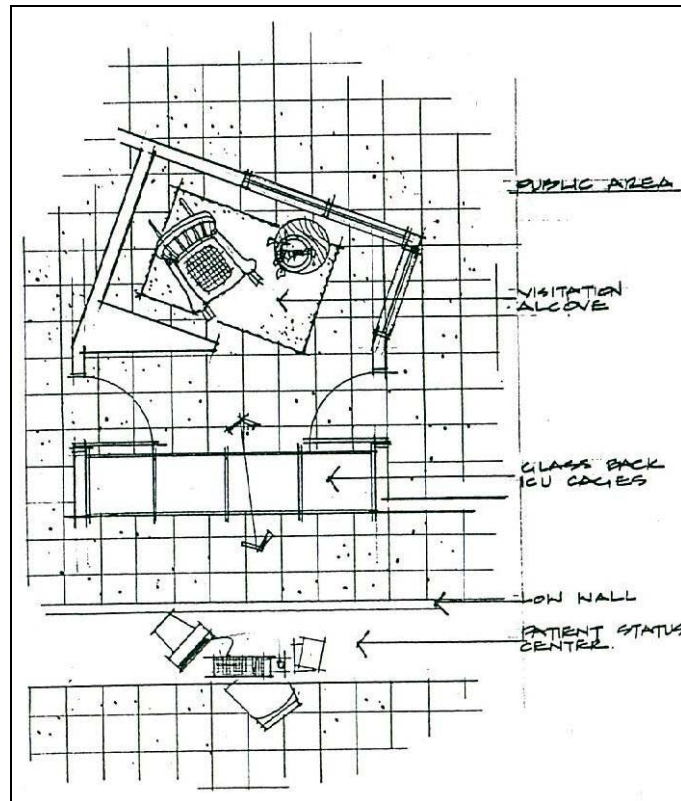 PUBLIC AREA
VISITATION
ALCOVE
GLASS BACK
ICU CAGES
LOW WALL
PATIENT STATUS
CENTER.